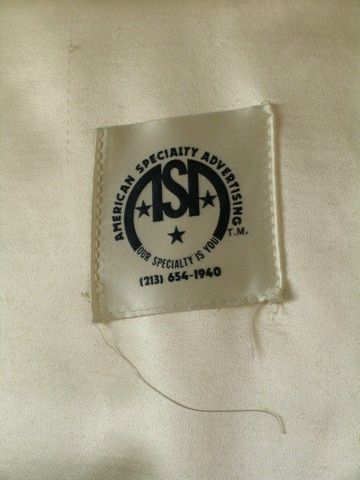 AMERICAN SPECIALTY ADVERTISING
ASA
T.M.
OUR SPECIALTY IS YOU
(213) 654-1940